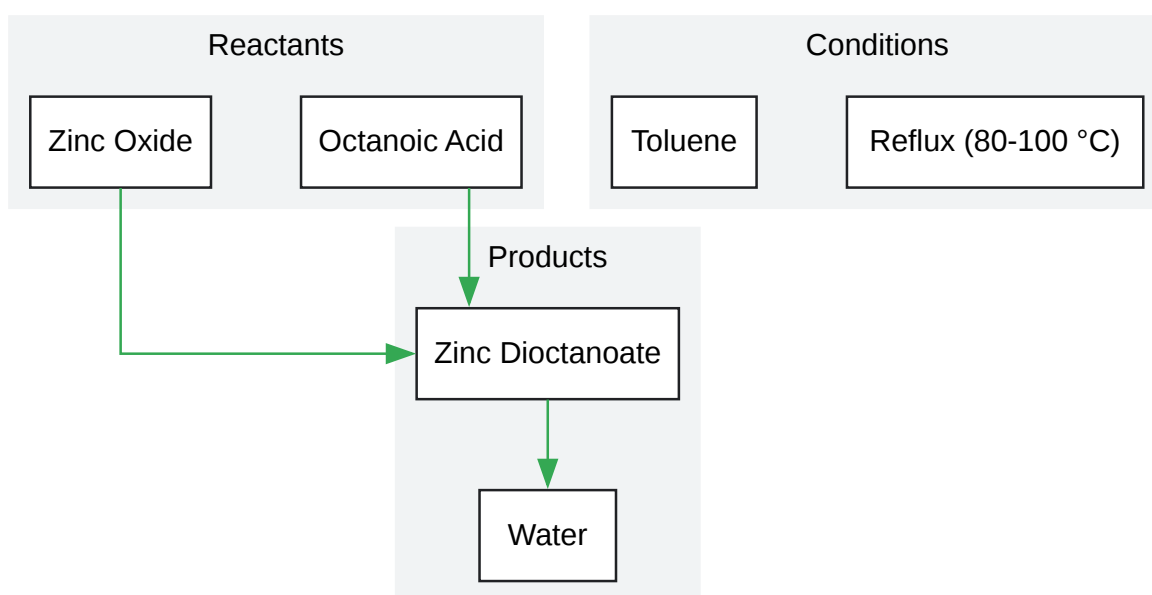 Reactants
Conditions
Zinc Oxide
Octanoic Acid
Toluene
Reflux (80-100 °C)
Products
Zinc Dioctanoate
Water